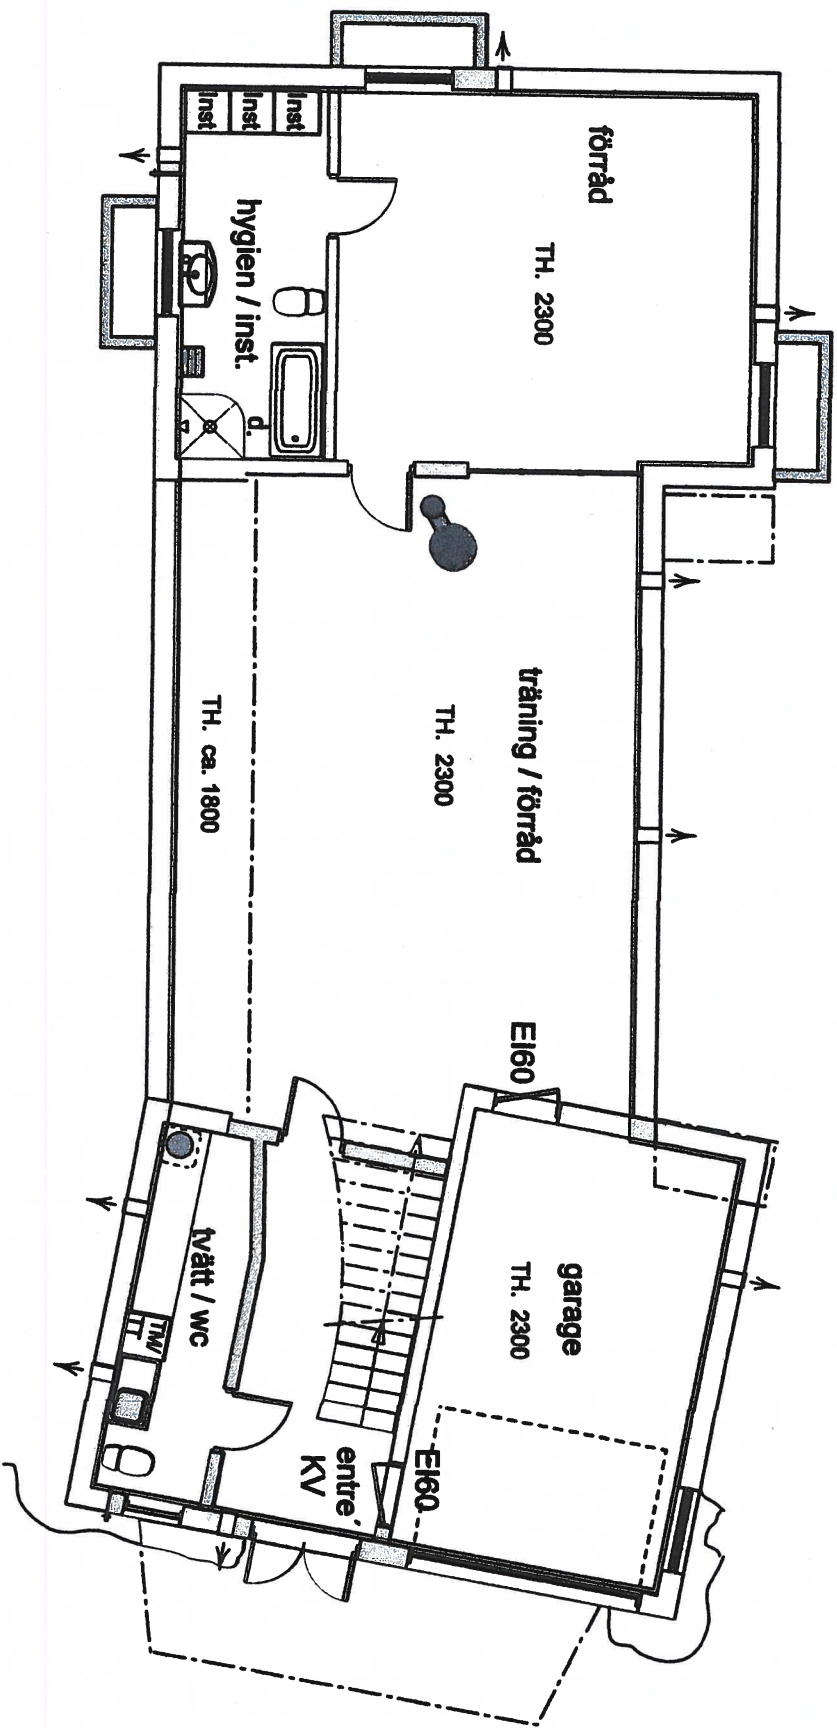 förråd
TH. 2300
Inst
Inst
Inst
hygien / inst.
d.
träning / förråd
TH. 2300
TH. ca. 1800
EI60
garage
TH. 2300
EI60
entre
KV
tvätt / wc
TM/
TT